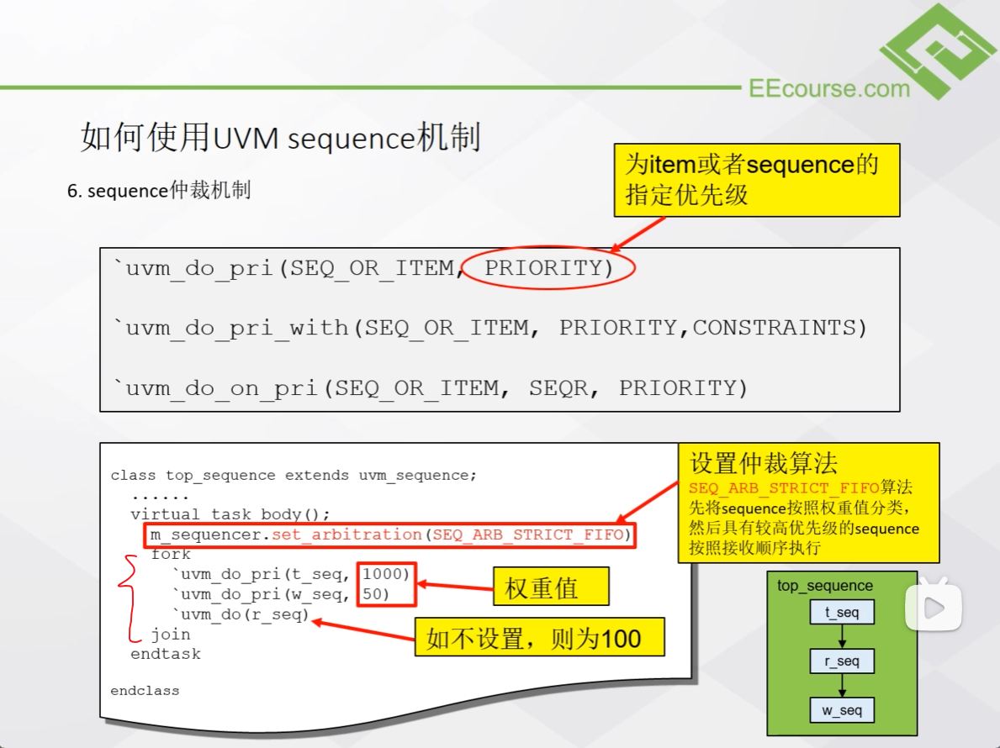 EEcourse.com
如何使用UVM sequence机制
6. sequence仲裁机制
为item或者sequence的
指定优先级
`uvm_do_pri(SEQ_OR_ITEM, PRIORITY)
`uvm_do_pri_with(SEQ_OR_ITEM, PRIORITY,CONSTRAINTS)
`uvm_do_on_pri(SEQ_OR_ITEM, SEQR, PRIORITY)
class top_sequence extends uvm_sequence;
......
virtual task body();
m_sequencer.set_arbitration(SEQ_ARB_STRICT_FIFO)
fork
`uvm_do_pri(t_seq, 1000)
`uvm_do_pri(w_seq, 50)
`uvm_do(r_seq)
join
endtask
endclass
设置仲裁算法
SEQ_ARB_STRICT_FIFO算法
先将sequence按照权重值分类，
然后具有较高优先级的sequence
按照接收顺序执行
权重值
如不设置，则为100
top_sequence
t_seq
r_seq
w_seq